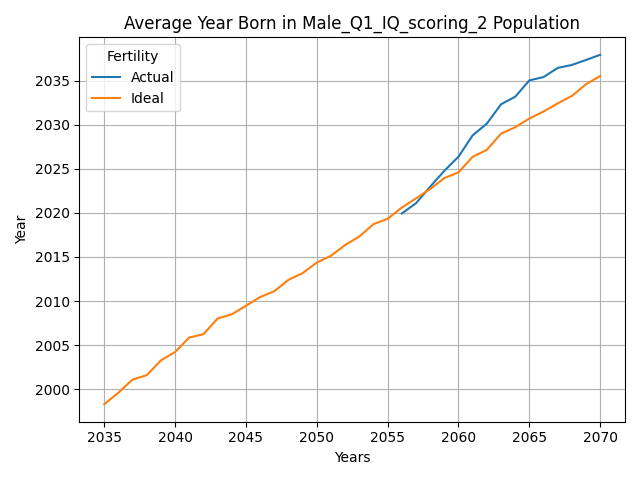 Average Year Born in Male_Q1_IQ_scoring_2 Population
Fertility
Actual
Ideal
Year
2035
2030
2025
2020
2015
2010
2005
2000
2035 2040 2045 2050 2055 2060 2065 2070
Years